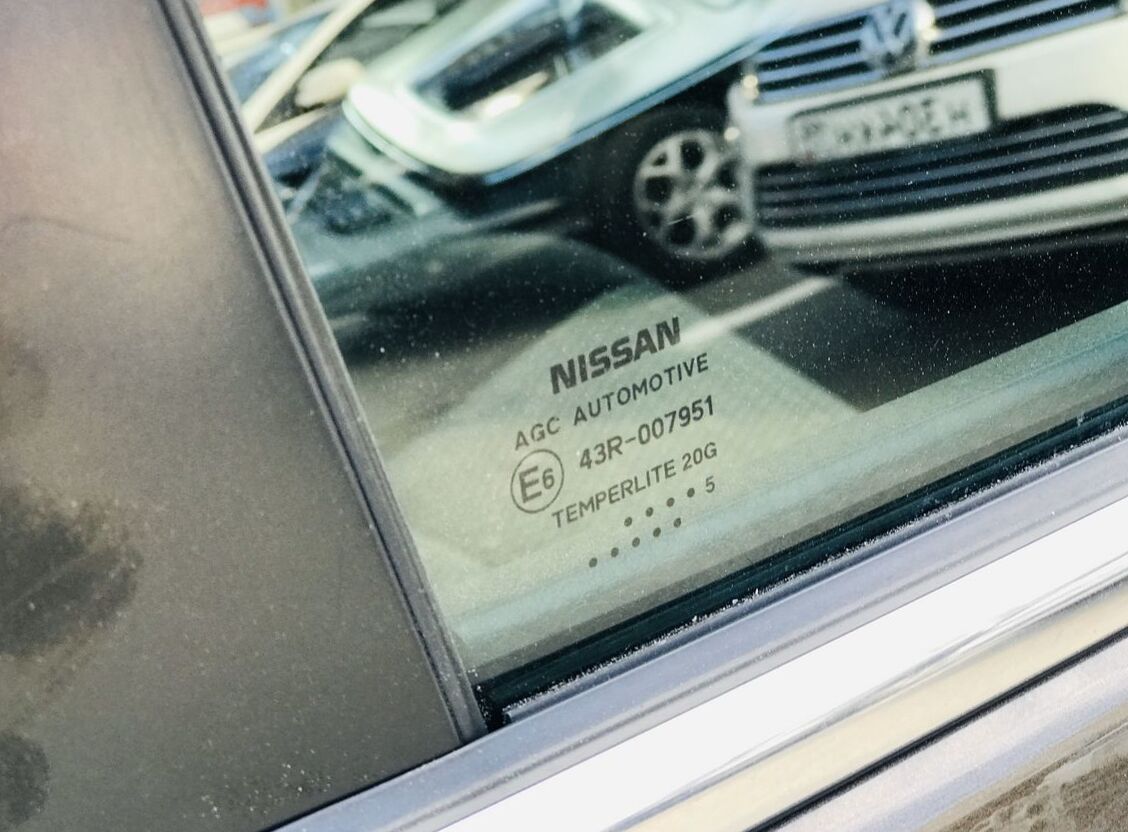 NISSAN
AGC AUTOMOTIVE
E6 43R-007951
TEMPERLITE 20G
. . . . 5
. . . . .